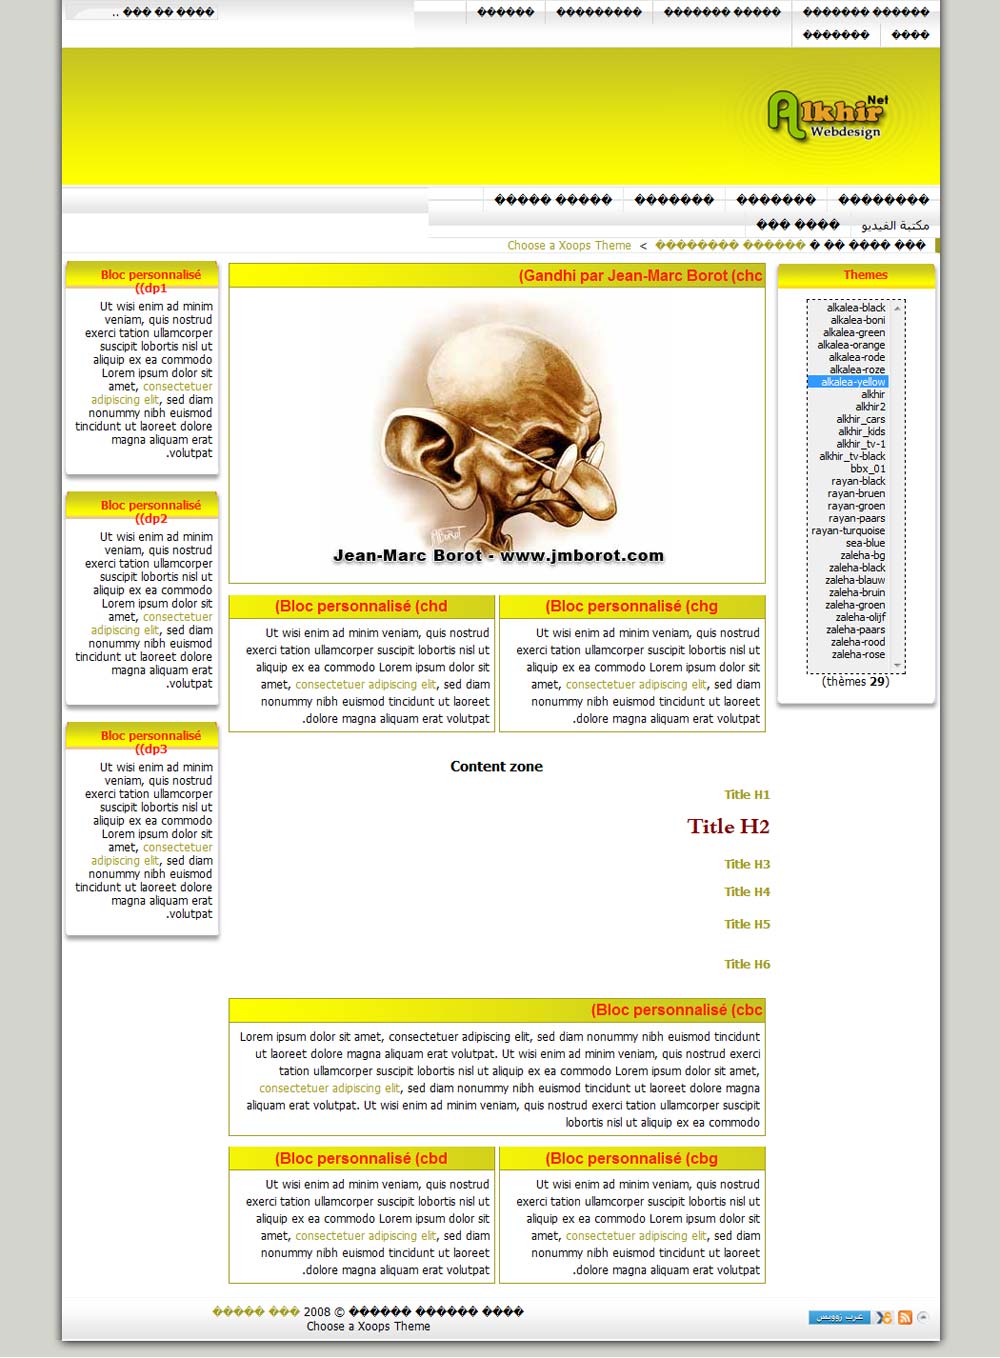 Alkhir Net
Webdesign
مكتبة الفيديو
Choose a Xoops Theme >
Themes
alkalea-black
alkalea-boni
alkalea-green
alkalea-orange
alkalea-rode
alkalea-roze
alkalea-yellow
alkhir
alkhir2
alkhir_cars
alkhir_kids
alkhir_tv-1
alkhir_tv-black
bbx_01
rayan-black
rayan-bruen
rayan-groen
rayan-paars
rayan-turquoise
sea-blue
zaleha-bg
zaleha-black
zaleha-blauw
zaleha-bruin
zaleha-groen
zaleha-olijf
zaleha-paars
zaleha-rood
zaleha-rose
(thèmes 29)
(Gandhi par Jean-Marc Borot (chc
Jean-Marc Borot - www.jmborot.com
(Bloc personnalisé (chg
Ut wisi enim ad minim veniam, quis nostrud
exerci tation ullamcorper suscipit lobortis nisl ut
aliquip ex ea commodo Lorem ipsum dolor sit
amet, consectetuer adipiscing elit, sed diam
nonummy nibh euismod tincidunt ut laoreet
.dolore magna aliquam erat volutpat
(Bloc personnalisé (chd
Ut wisi enim ad minim veniam, quis nostrud
exerci tation ullamcorper suscipit lobortis nisl ut
aliquip ex ea commodo Lorem ipsum dolor sit
amet, consectetuer adipiscing elit, sed diam
nonummy nibh euismod tincidunt ut laoreet
.dolore magna aliquam erat volutpat
Content zone
Title H1
Title H2
Title H3
Title H4
Title H5
Title H6
(Bloc personnalisé (cbc
Lorem ipsum dolor sit amet, consectetuer adipiscing elit, sed diam nonummy nibh euismod tincidunt
ut laoreet dolore magna aliquam erat volutpat. Ut wisi enim ad minim veniam, quis nostrud exerci
tation ullamcorper suscipit lobortis nisl ut aliquip ex ea commodo Lorem ipsum dolor sit amet,
consectetuer adipiscing elit, sed diam nonummy nibh euismod tincidunt ut laoreet dolore magna
aliquam erat volutpat. Ut wisi enim ad minim veniam, quis nostrud exerci tation ullamcorper suscipit
lobortis nisl ut aliquip ex ea commodo
(Bloc personnalisé (cbg
Ut wisi enim ad minim veniam, quis nostrud
exerci tation ullamcorper suscipit lobortis nisl ut
aliquip ex ea commodo Lorem ipsum dolor sit
amet, consectetuer adipiscing elit, sed diam
nonummy nibh euismod tincidunt ut laoreet
.dolore magna aliquam erat volutpat
(Bloc personnalisé (cbd
Ut wisi enim ad minim veniam, quis nostrud
exerci tation ullamcorper suscipit lobortis nisl ut
aliquip ex ea commodo Lorem ipsum dolor sit
amet, consectetuer adipiscing elit, sed diam
nonummy nibh euismod tincidunt ut laoreet
.dolore magna aliquam erat volutpat
Bloc personnalisé
((dp1
Ut wisi enim ad minim
veniam, quis nostrud
exerci tation ullamcorper
suscipit lobortis nisl ut
aliquip ex ea commodo
Lorem ipsum dolor sit
amet, consectetuer
adipiscing elit, sed diam
nonummy nibh euismod
tincidunt ut laoreet dolore
magna aliquam erat
.volutpat
Bloc personnalisé
((dp2
Ut wisi enim ad minim
veniam, quis nostrud
exerci tation ullamcorper
suscipit lobortis nisl ut
aliquip ex ea commodo
Lorem ipsum dolor sit
amet, consectetuer
adipiscing elit, sed diam
nonummy nibh euismod
tincidunt ut laoreet dolore
magna aliquam erat
.volutpat
Bloc personnalisé
((dp3
Ut wisi enim ad minim
veniam, quis nostrud
exerci tation ullamcorper
suscipit lobortis nisl ut
aliquip ex ea commodo
Lorem ipsum dolor sit
amet, consectetuer
adipiscing elit, sed diam
nonummy nibh euismod
tincidunt ut laoreet dolore
magna aliquam erat
.volutpat
2008 ©
Choose a Xoops Theme
عرب زووبس